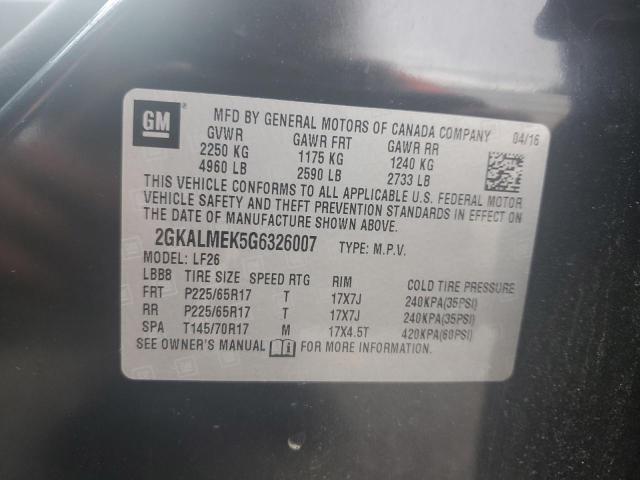 GM
MFD BY GENERAL MOTORS OF CANADA COMPANY 04/16
GVWR GAWR FRT GAWR RR
2250 KG 1175 KG 1240 KG
4960 LB 2590 LB 2733 LB
THIS VEHICLE CONFORMS TO ALL APPLICABLE U.S. FEDERAL MOTOR
VEHICLE SAFETY AND THEFT PREVENTION STANDARDS IN EFFECT ON
THE DATE OF MANUFACTURE SHOWN ABOVE.
2GKALMEK5G6326007 TYPE: M.P.V.
MODEL: LF26
LBBB TIRE SIZE SPEED RTG RIM COLD TIRE PRESSURE
FRT P225/65R17 T 17X7J 240KPA(35PSI)
RR P225/65R17 T 17X7J 240KPA(35PSI)
SPA T145/70R17 M 17X4.5T 420KPA(60PSI)
SEE OWNER'S MANUAL FOR MORE INFORMATION.